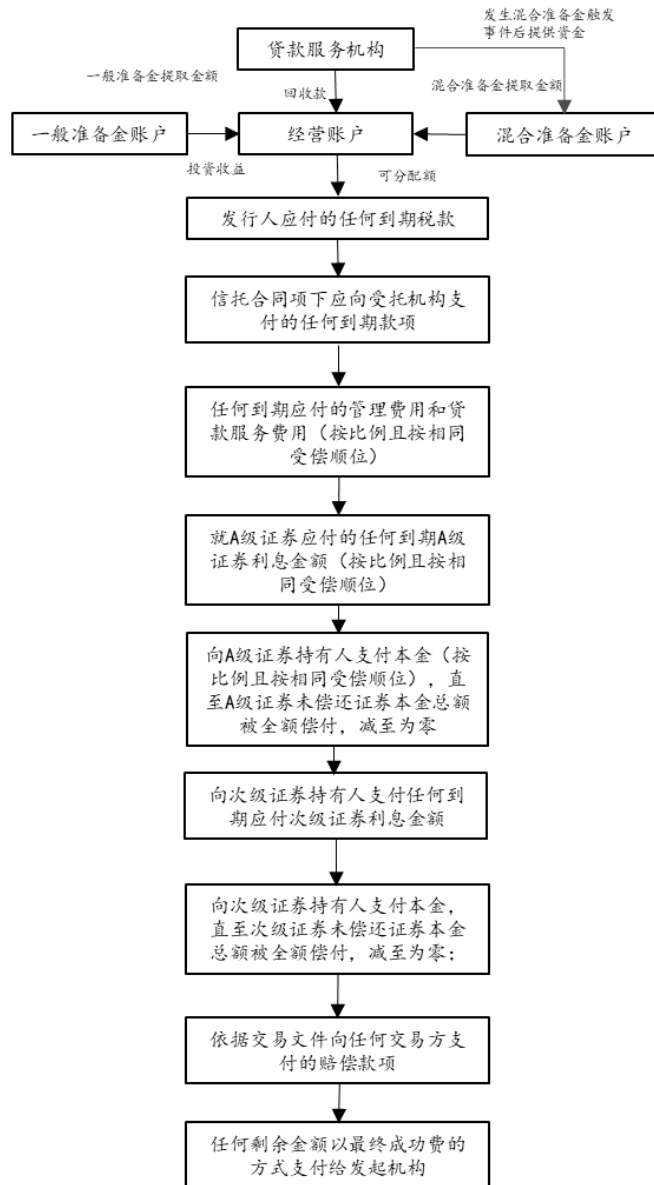 发生混合准备金触发
事件后提供资金
贷款服务机构
一般准备金提取金额
回收款
混合准备金提取金额
一般准备金账户
经营账户
混合准备金账户
投资收益
可分配额
发行人应付的任何到期税款
信托合同项下应向受托机构支
付的任何到期款项
任何到期应付的管理费用和贷
款服务费用（按比例且按相同
受偿顺位）
就A级证券应付的任何到期A级
证券利息金额（按比例且按相
同受偿顺位）
向A级证券持有人支付本金（按
比例且按相同受偿顺位），直
至A级证券未偿还证券本金总额
被全额偿付，减至为零
向次级证券持有人支付任何到
期应付次级证券利息金额
向次级证券持有人支付本金，
直至次级证券未偿还证券本金
总额被全额偿付，减至为零；
依据交易文件向任何交易方支
付的赔偿款项
任何剩余金额以最终成功费的
方式支付给发起机构